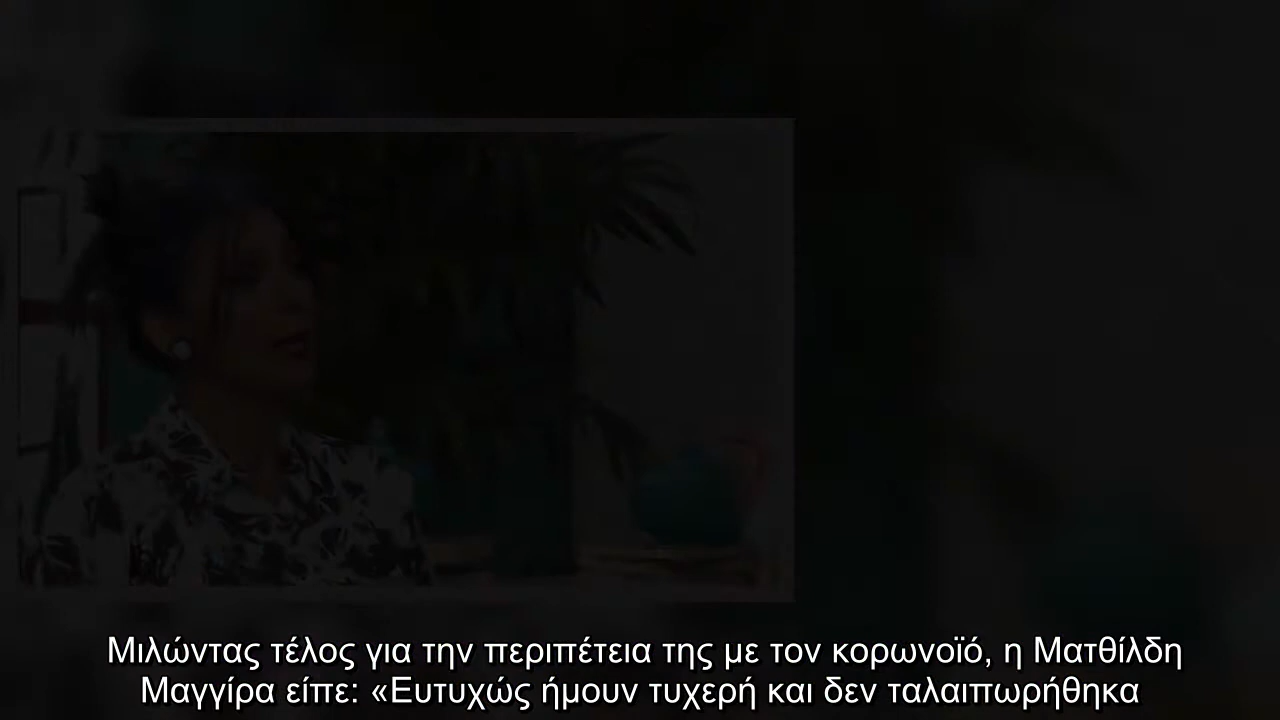 Μιλώντας τέλος για την περιπέτεια της με τον κορωνοϊό, η Ματθίλδη
Μαγγίρα είπε: «Ευτυχώς ήμουν τυχερή και δεν ταλαιπωρήθηκα